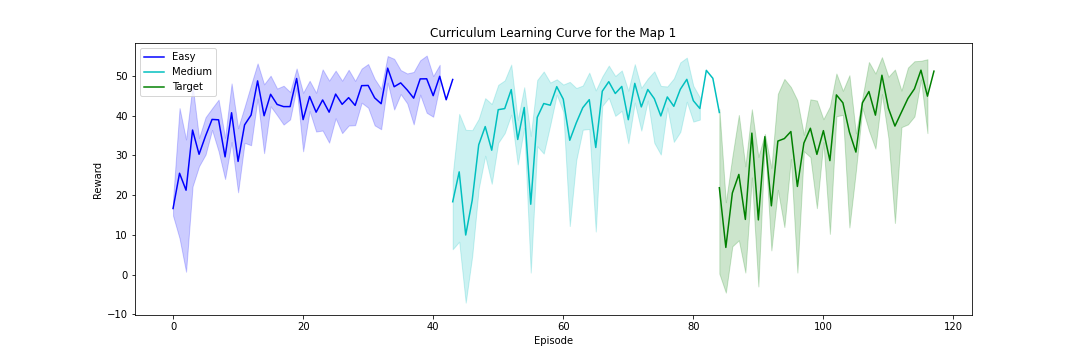 Curriculum Learning Curve for the Map 1
Easy
Medium
Target
Reward
50
40
30
20
10
0
−10
0 20 40 60 80 100 120
Episode